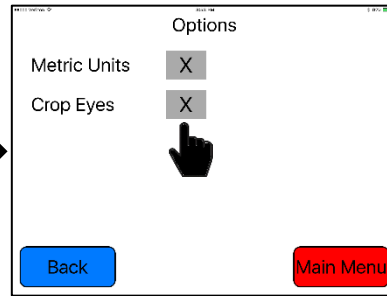 Options
Metric Units X
Crop Eyes X
Back Main Menu